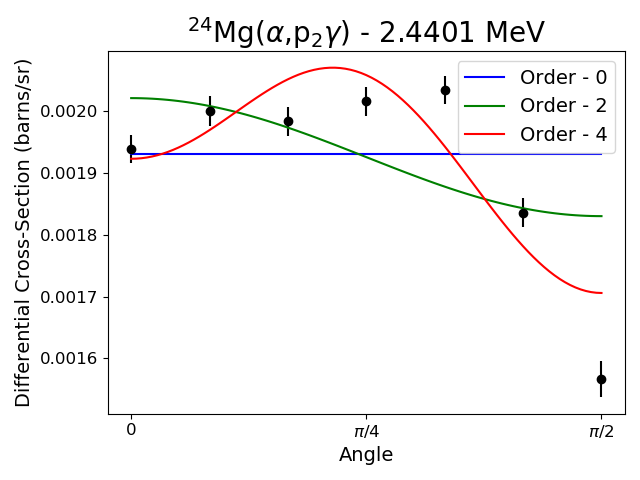 ²⁴Mg(α,p₂γ) - 2.4401 MeV
Differential Cross-Section (barns/sr)
0.0020
0.0019
0.0018
0.0017
0.0016
Order - 0
Order - 2
Order - 4
0
π/4
π/2
Angle